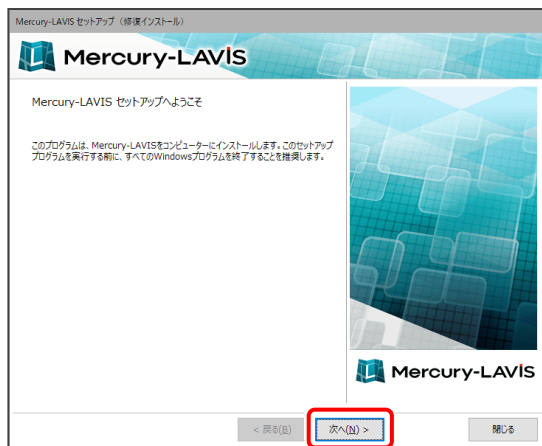 Mercury-LAVIS セットアップ（修復インストール）
Mercury-LAVIS
Mercury-LAVIS セットアップへようこそ
このプログラムは、Mercury-LAVISをコンピューターにインストールします。このセットアップ
プログラムを実行する前に、すべてのWindowsプログラムを終了することを推奨します。
Mercury-LAVIS
< 戻る(B)
次へ(N) >
閉じる